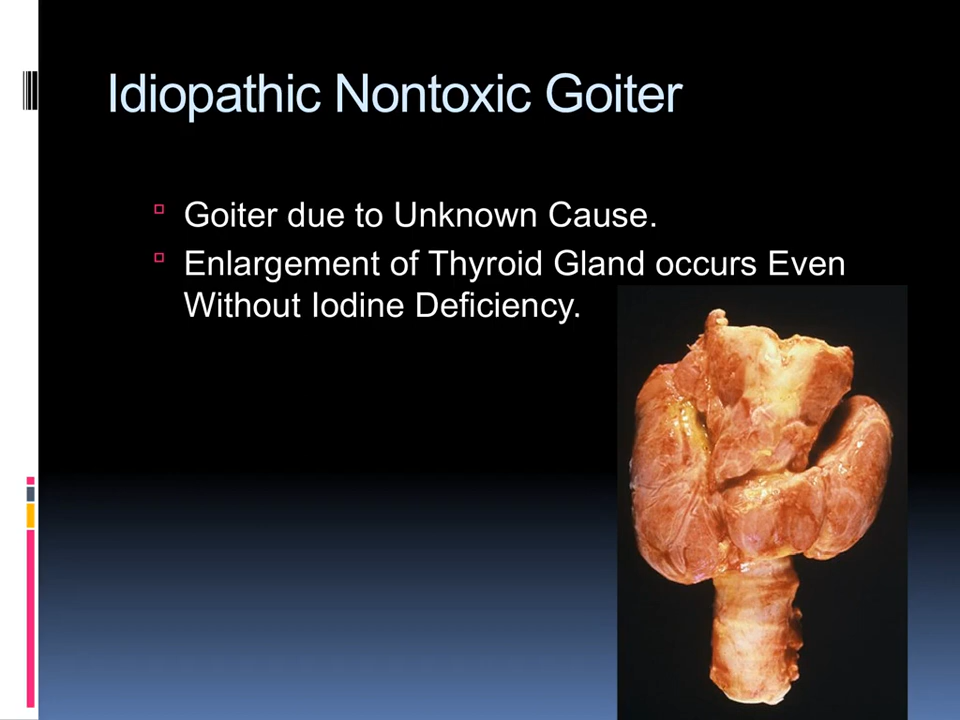 Idiopathic Nontoxic Goiter
Goiter due to Unknown Cause.
Enlargement of Thyroid Gland occurs Even
Without Iodine Deficiency.